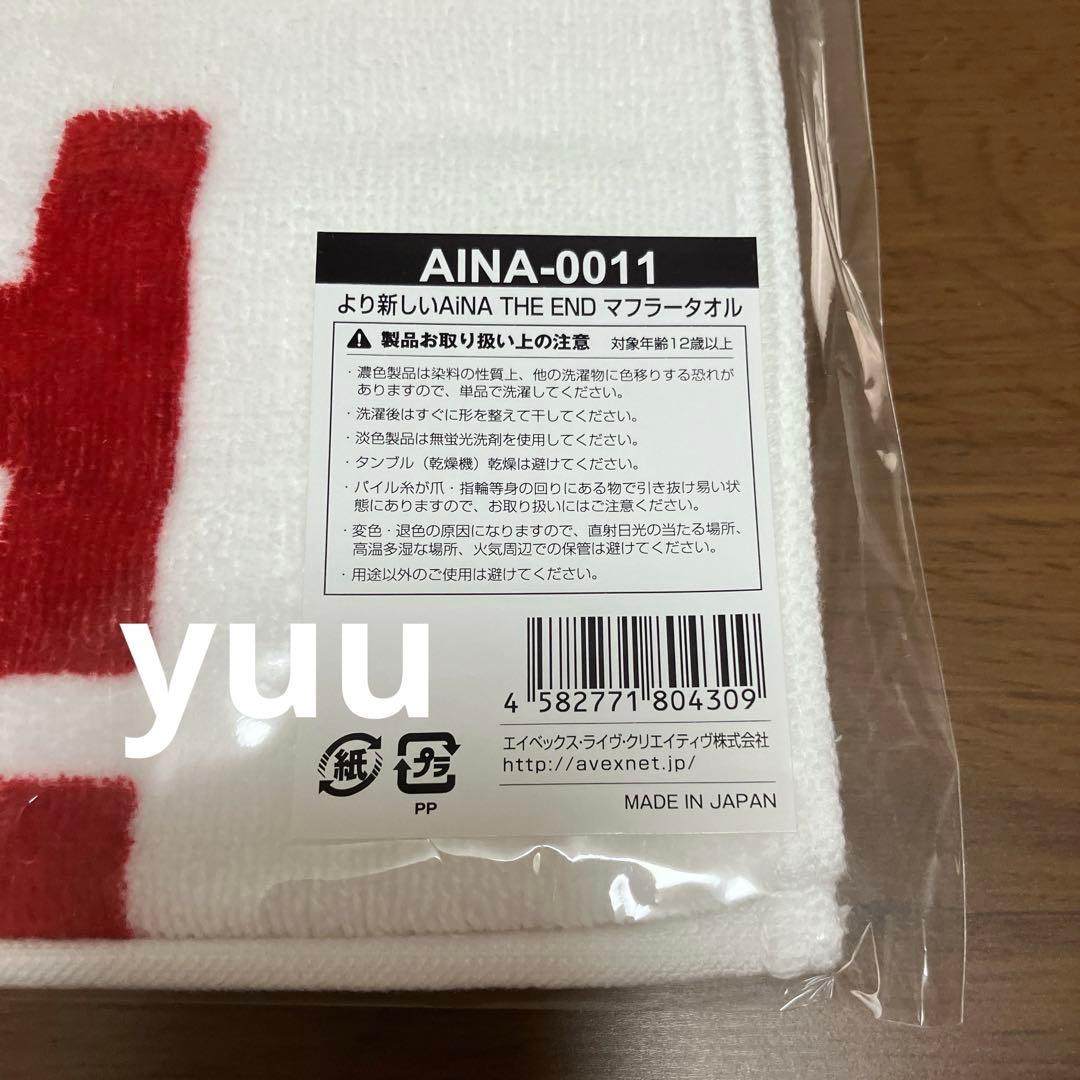 AINA-0011
より新しいAiNA THE END マフラータオル
製品お取り扱い上の注意 対象年齢12歳以上
・濃色製品は染料の性質上、他の洗濯物に色移りする恐れが
ありますので、単品で洗濯してください。
・洗濯後はすぐに形を整えて干してください。
・淡色製品は無蛍光洗剤を使用してください。
・タンブル（乾燥機）乾燥は避けてください。
・パイル糸が爪・指輪等身の回りにある物で引き抜け易い状
態にありますので、お取り扱いにはご注意ください。
・変色・退色の原因になりますので、直射日光の当たる場所、
高温多湿な場所、火気周辺での保管は避けてください。
・用途以外のご使用は避けてください。
yuu
4 582771 804309
紙 プラ
PP
エイベックス・ライヴ・クリエイティヴ株式会社
http://avexnet.jp/
MADE IN JAPAN